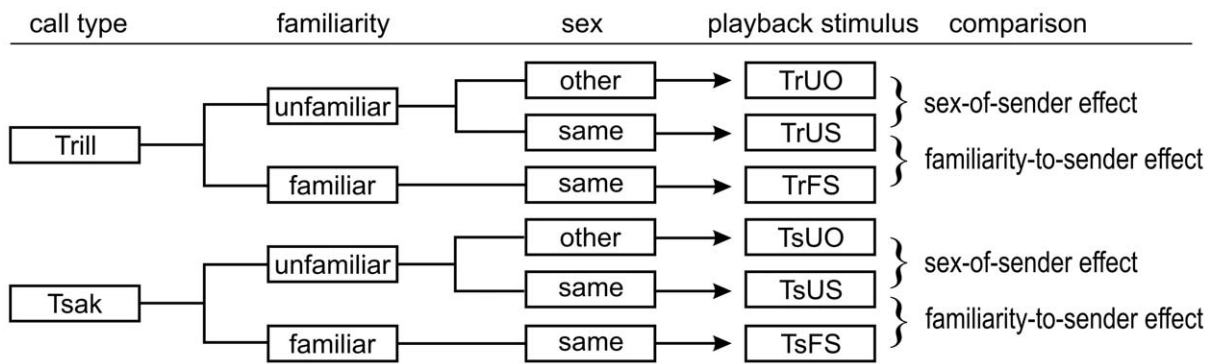 call type familiarity sex playback stimulus comparison
other TrUO
unfamiliar sex-of-sender effect
same TrUS
Trill familiarity-to-sender effect
familiar same TrFS
other TsUO
unfamiliar sex-of-sender effect
same TsUS
Tsak familiarity-to-sender effect
familiar same TsFS